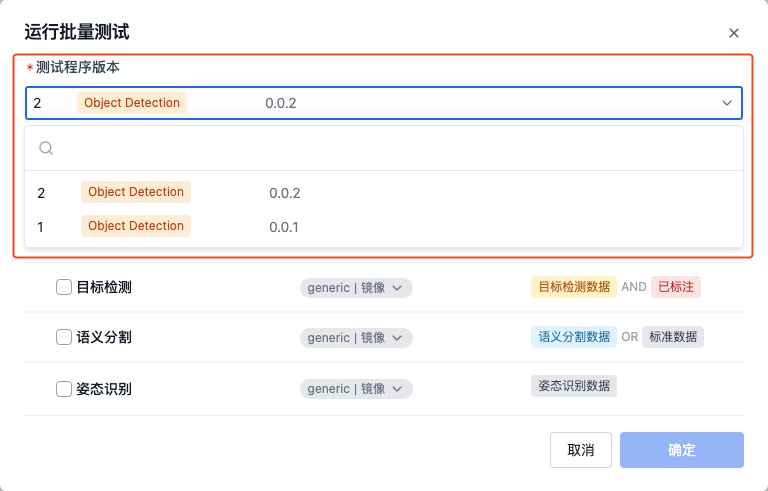 运行批量测试
*测试程序版本
2 Object Detection 0.0.2
2 Object Detection 0.0.2
1 Object Detection 0.0.1
目标检测 generic | 镜像 目标检测数据 AND 已标注
语义分割 generic | 镜像 语义分割数据 OR 标准数据
姿态识别 generic | 镜像 姿态识别数据
取消 确定